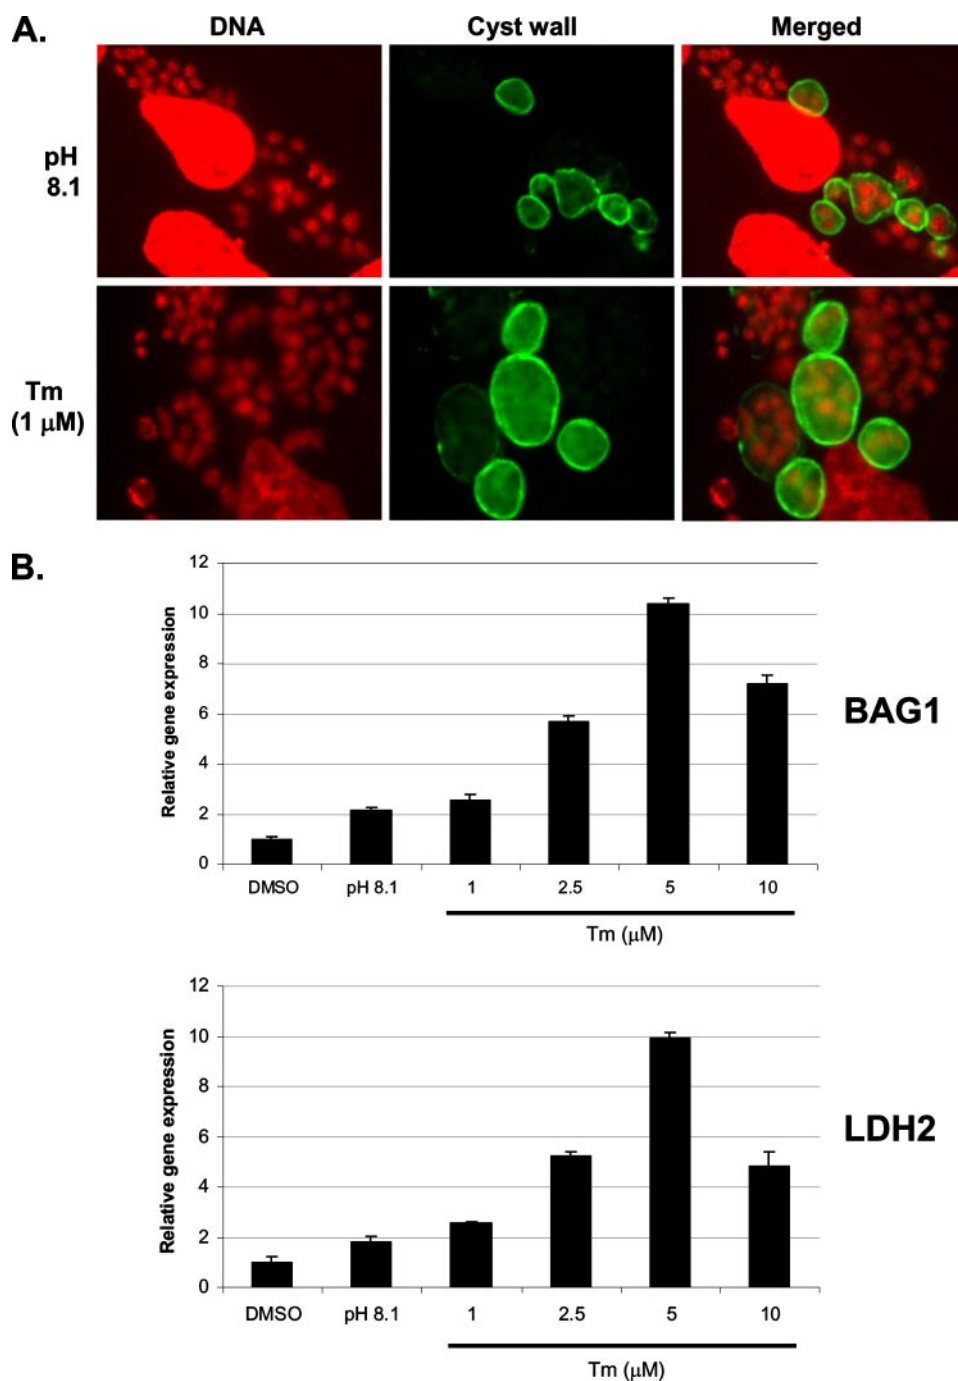 A.
DNA Cyst wall Merged
pH
8.1
Tm
(1 μM)
B.
12
10
8
6
4
2
0
Relative gene expression
BAG1
DMSO pH 8.1 1 2.5 5 10
Tm (μM)
12
10
8
6
4
2
0
Relative gene expression
LDH2
DMSO pH 8.1 1 2.5 5 10
Tm (μM)